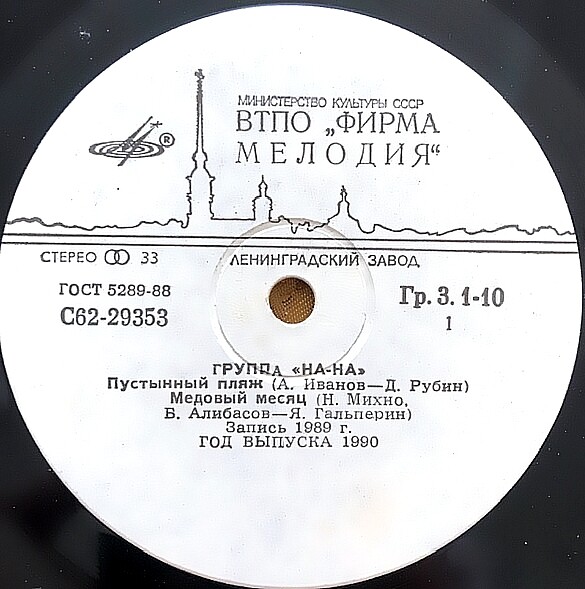 МИНИСТЕРСТВО КУЛЬТУРЫ СССР
ВТПО „ФИРМА
МЕЛОДИЯ“
®
СТЕРЕО 33
ЛЕНИНГРАДСКИЙ ЗАВОД
ГОСТ 5289-88
Гр. 3. 1-10
С62-29353
1
ГРУППА «НА-НА»
Пустынный пляж (А. Иванов—Д. Рубин)
Медовый месяц (Н. Михно,
Б. Алибасов—Я. Гальперин)
Запись 1989 г.
ГОД ВЫПУСКА 1990